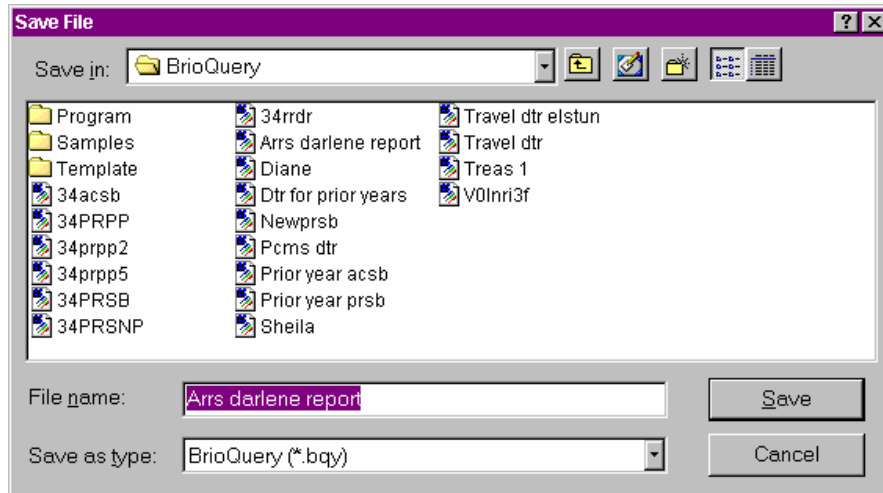 Save File
Save in: BrioQuery
Program
Samples
Template
34acsb
34PRPP
34prpp2
34prpp5
34PRSB
34PRSNP
34rrdr
Arrs darlene report
Diane
Dtr for prior years
Newprsb
Pcms dtr
Prior year acsb
Prior year prsb
Sheila
Travel dtr elstun
Travel dtr
Treas 1
V0lnri3f
File name: Arrs darlene report
Save
Save as type: BrioQuery (*.bqy)
Cancel